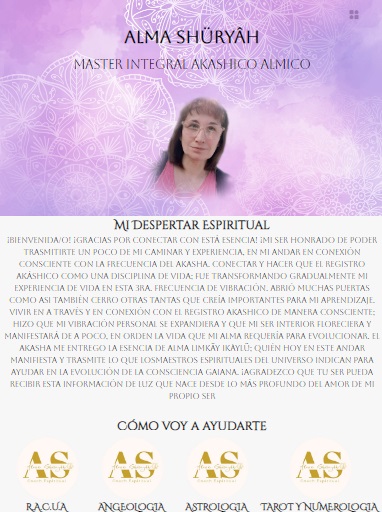 ALMA SHÜRYÂH
MASTER INTEGRAL AKASHICO ALMICO
MI DESPERTAR ESPIRITUAL
¡BIENVENIDA/O! ¡GRACIAS POR CONECTAR CON ESTÁ ESENCIA! ¡MI SER HONRADO DE PODER
TRASMITIRTE UN POCO DE MI CAMINAR Y EXPERIENCIA, EN MI ANDAR EN CONEXIÓN
CONSCIENTE CON LA FRECUENCIA DEL AKASHA. CONECTAR Y HACER QUE EL REGISTRO
AKÁSHICO COMO UNA DISCIPLINA DE VIDA; FUE TRANSFORMANDO GRADUALMENTE MI
EXPERIENCIA DE VIDA EN ESTA 3RA. FRECUENCIA DE VIBRACIÓN. ABRIÓ MUCHAS PUERTAS
COMO ASI TAMBIÉN CERRO OTRAS TANTAS QUE CREÍA IMPORTANTES PARA MI APRENDIZAJE.
VIVIR EN A TRAVÉS Y EN CONEXIÓN CON EL REGISTRO AKASHICO DE MANERA CONSCIENTE;
HIZO QUE MI VIBRACIÓN PERSONAL SE EXPANDIERA Y QUE MI SER INTERIOR FLORECIERA Y
MANIFESTARÁ DE A POCO, EN ORDEN LA VIDA QUE MI ALMA REQUERÍA PARA EVOLUCIONAR. EL
AKASHA ME ENTREGO LA ESENCIA DE ALMA QUIÉN HOY EN ESTE ANDAR
MANIFIESTA Y TRASMITE LO QUE LOSMAESTROS ESPIRITUALES DEL UNIVERSO INDICAN PARA
AYUDAR EN LA EVOLUCIÓN DE LA CONSCIENCIA GAIANA. ¡AGRADEZCO QUE TU SER PUEDA
RECIBIR ESTA INFORMACIÓN DE LUZ QUE NACE DESDE LO MÁS PROFUNDO DEL AMOR DE MI
PROPIO SER
CÓMO VOY A AYUDARTE
AS AS AS AS
R.A.C.U.A ANGEOLOGIA ASTROLOGIA TAROT Y NUMEROLOGIA